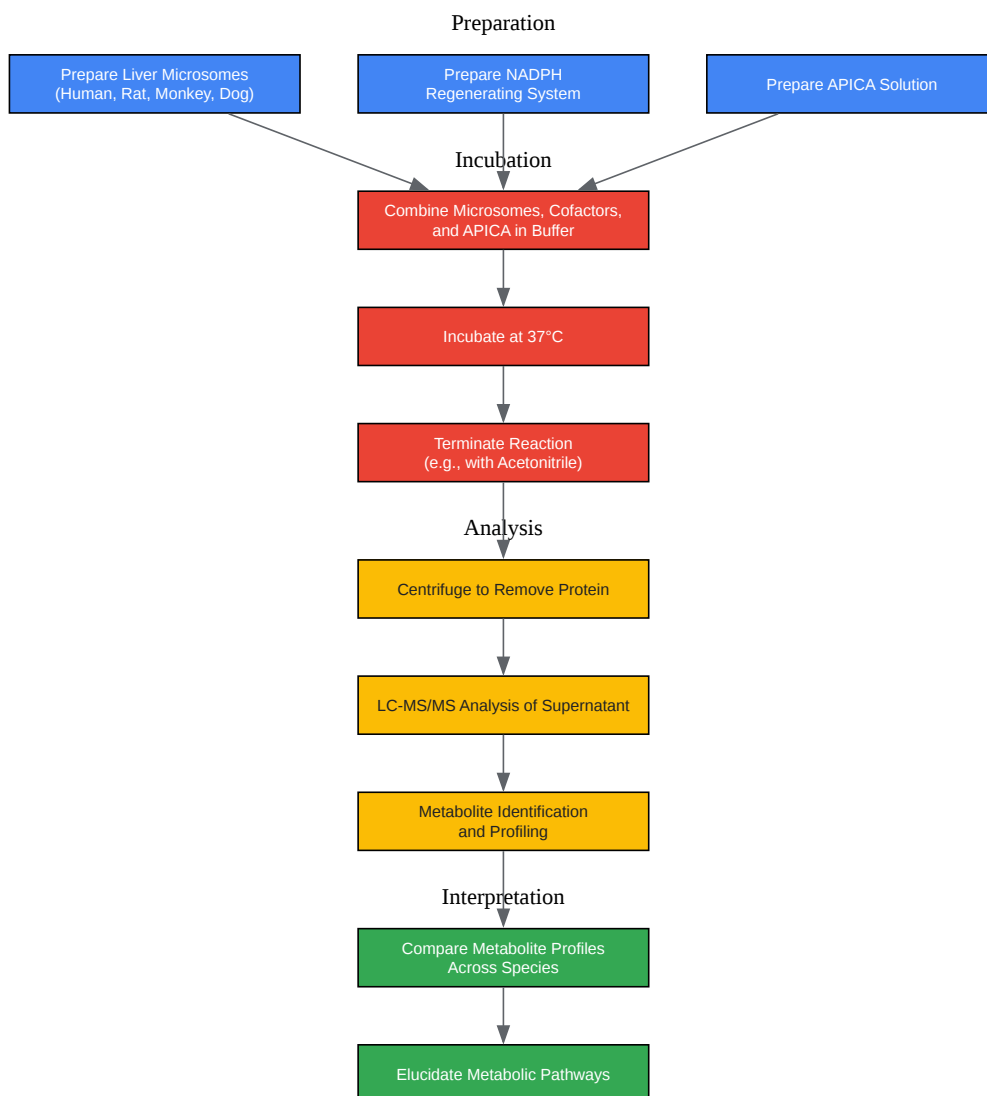 Preparation
Prepare Liver Microsomes
(Human, Rat, Monkey, Dog)
Prepare NADPH
Regenerating System
Prepare APICA Solution
Incubation
Combine Microsomes, Cofactors,
and APICA in Buffer
Incubate at 37°C
Terminate Reaction
(e.g., with Acetonitrile)
Analysis
Centrifuge to Remove Protein
LC-MS/MS Analysis of Supernatant
Metabolite Identification
and Profiling
Interpretation
Compare Metabolite Profiles
Across Species
Elucidate Metabolic Pathways